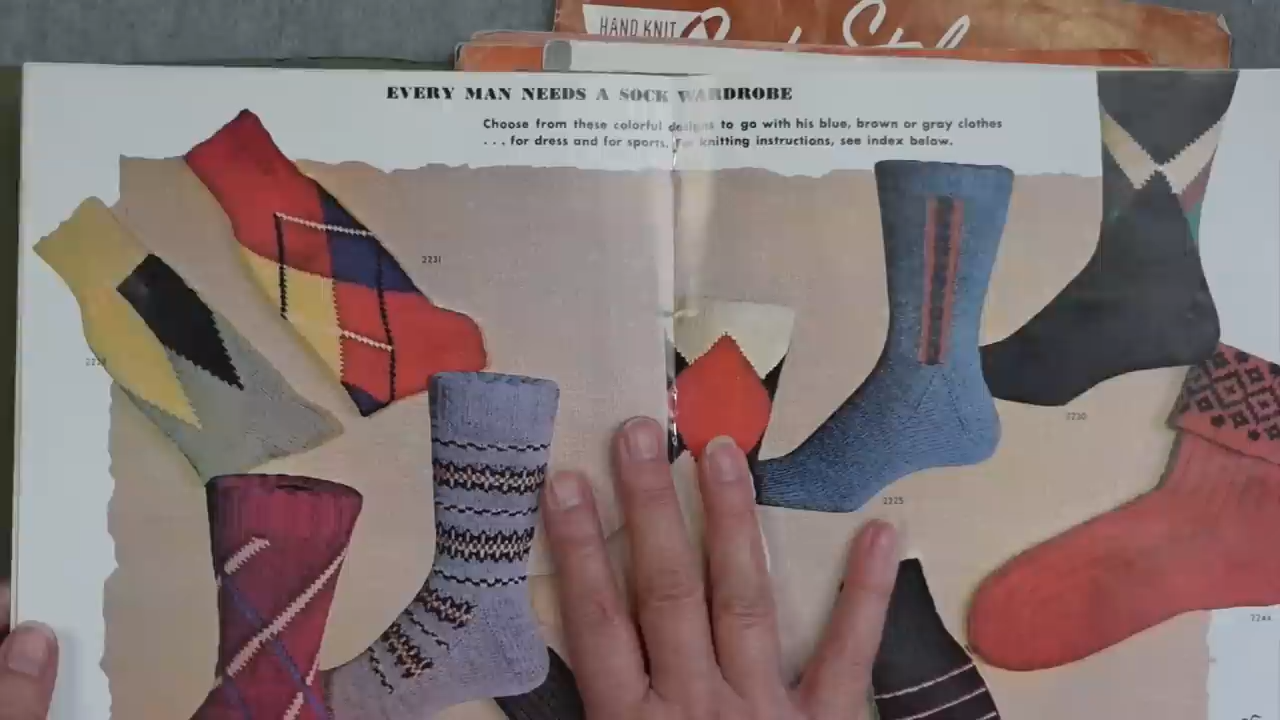 HAND KNIT
EVERY MAN NEEDS A SOCK WARDROBE
Choose from these colorful designs to go with his blue, brown or gray clothes
. . . for dress and for sports. For knitting instructions, see index below.
2231
2230
2225